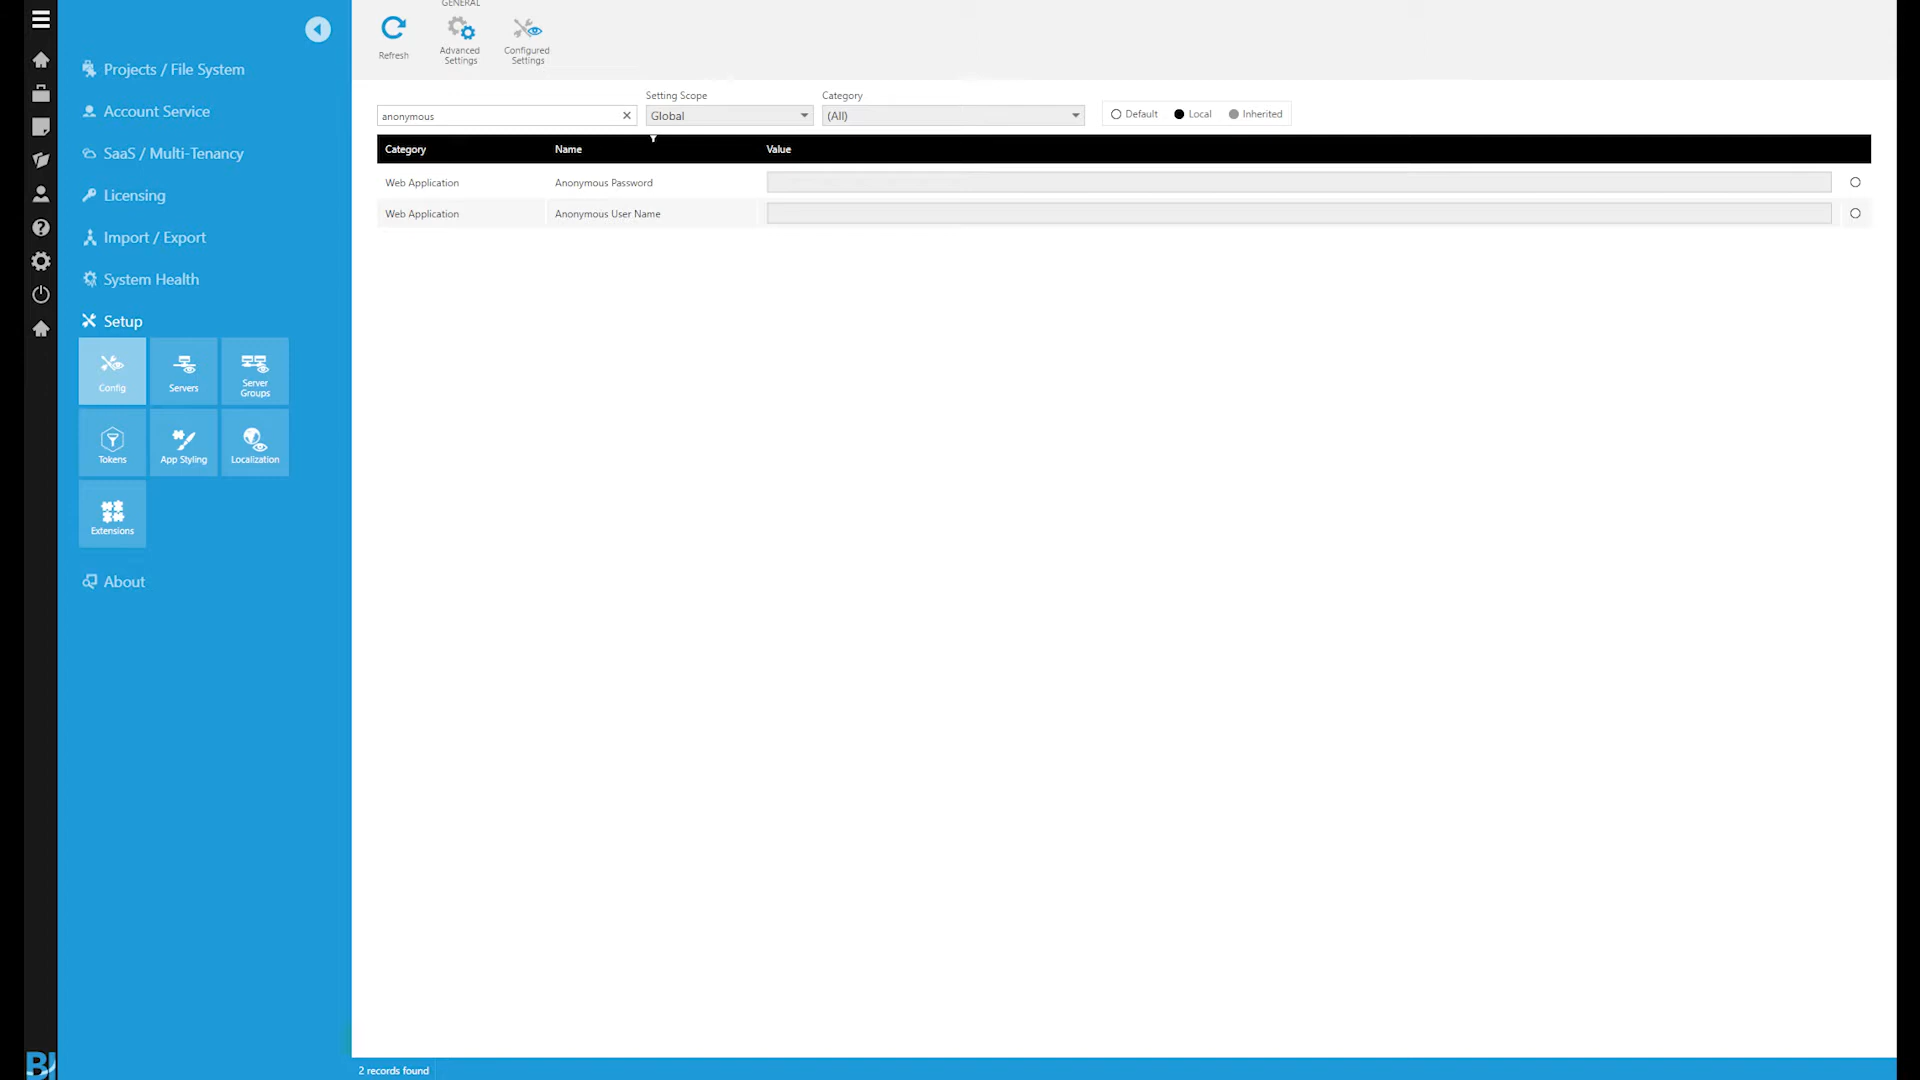 GENERAL
Refresh
Advanced
Settings
Configured
Settings
Projects / File System
Account Service
SaaS / Multi-Tenancy
Licensing
Import / Export
System Health
Setup
Config
Servers
Server
Groups
Tokens
App Styling
Localization
Extensions
About
Setting Scope
Category
anonymous
Global
(All)
Default
Local
Inherited
Category Name Value
Web Application Anonymous Password
Web Application Anonymous User Name
2 records found
BI